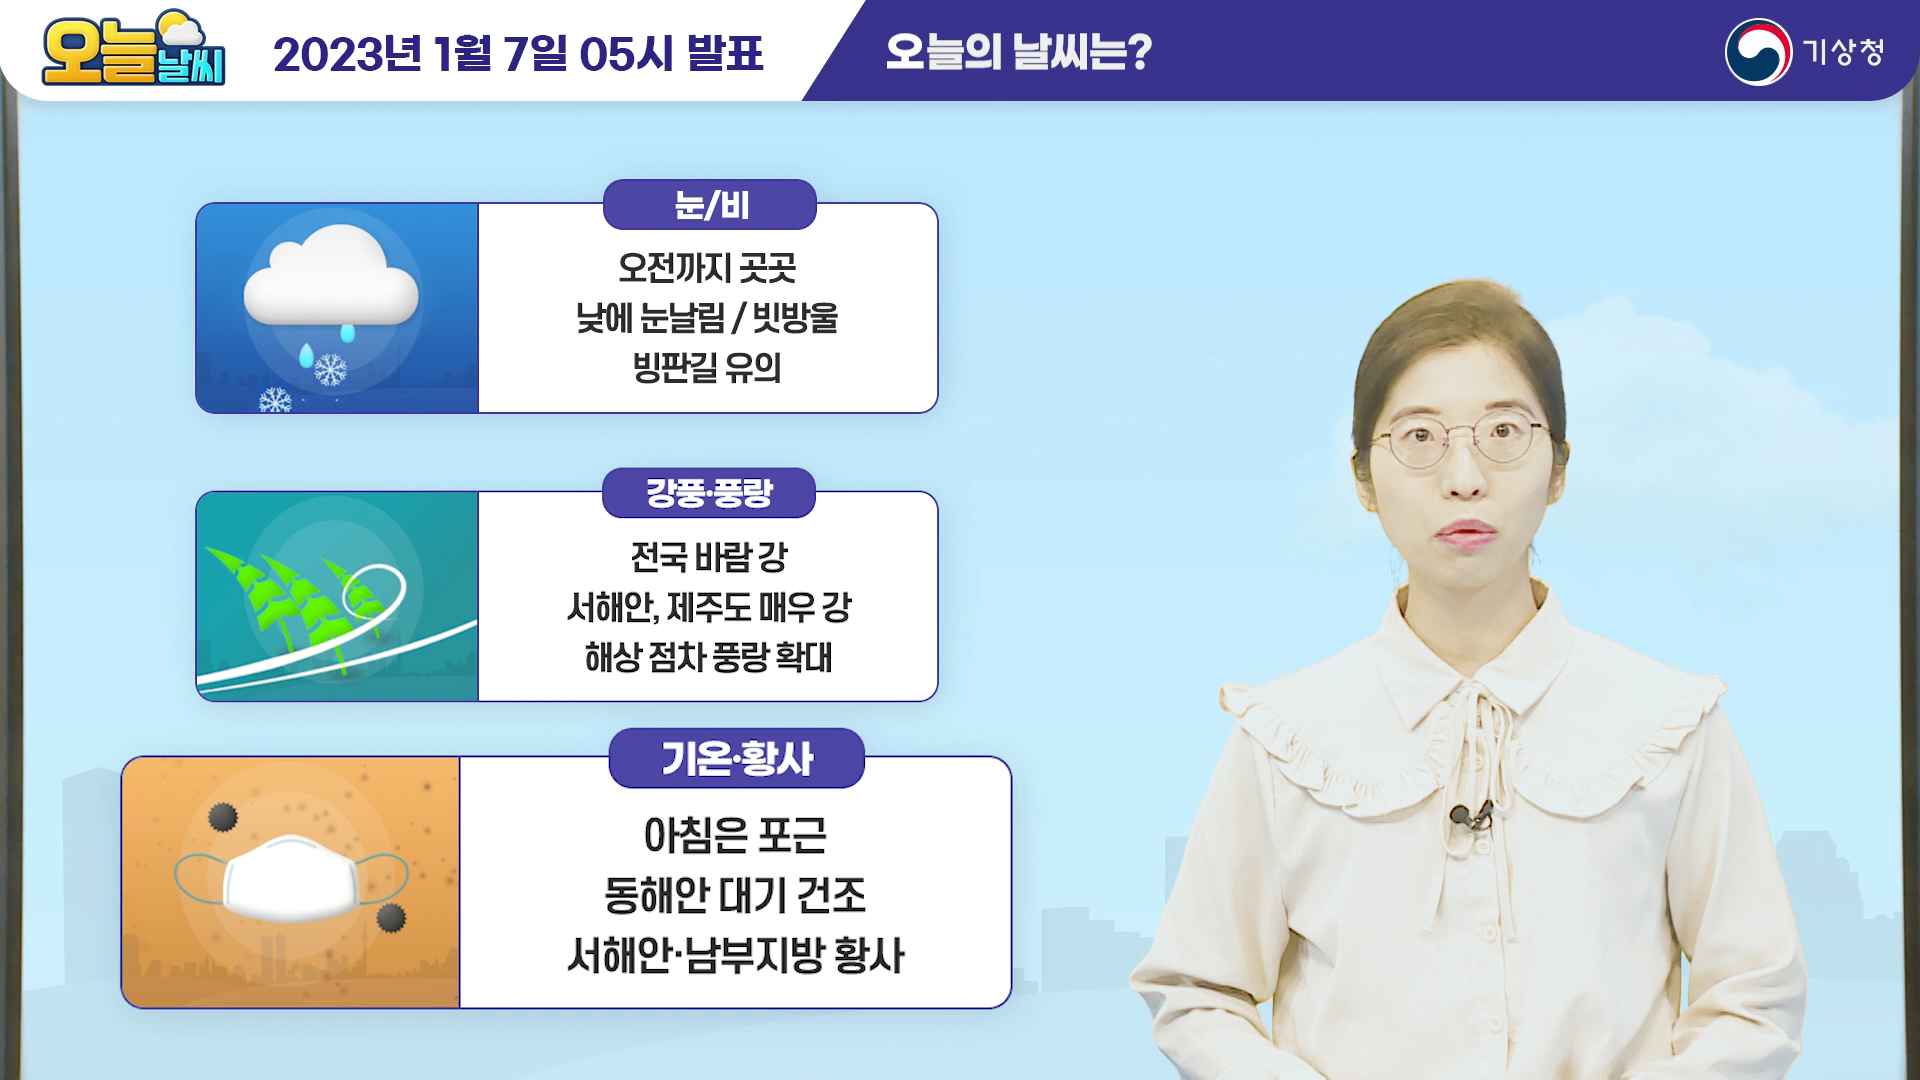 오늘날씨
2023년 1월 7일 05시 발표
오늘의 날씨는?
기상청
눈/비
오전까지 곳곳
낮에 눈날림 / 빗방울
빙판길 유의
강풍·풍랑
전국 바람 강
서해안, 제주도 매우 강
해상 점차 풍랑 확대
기온·황사
아침은 포근
동해안 대기 건조
서해안·남부지방 황사